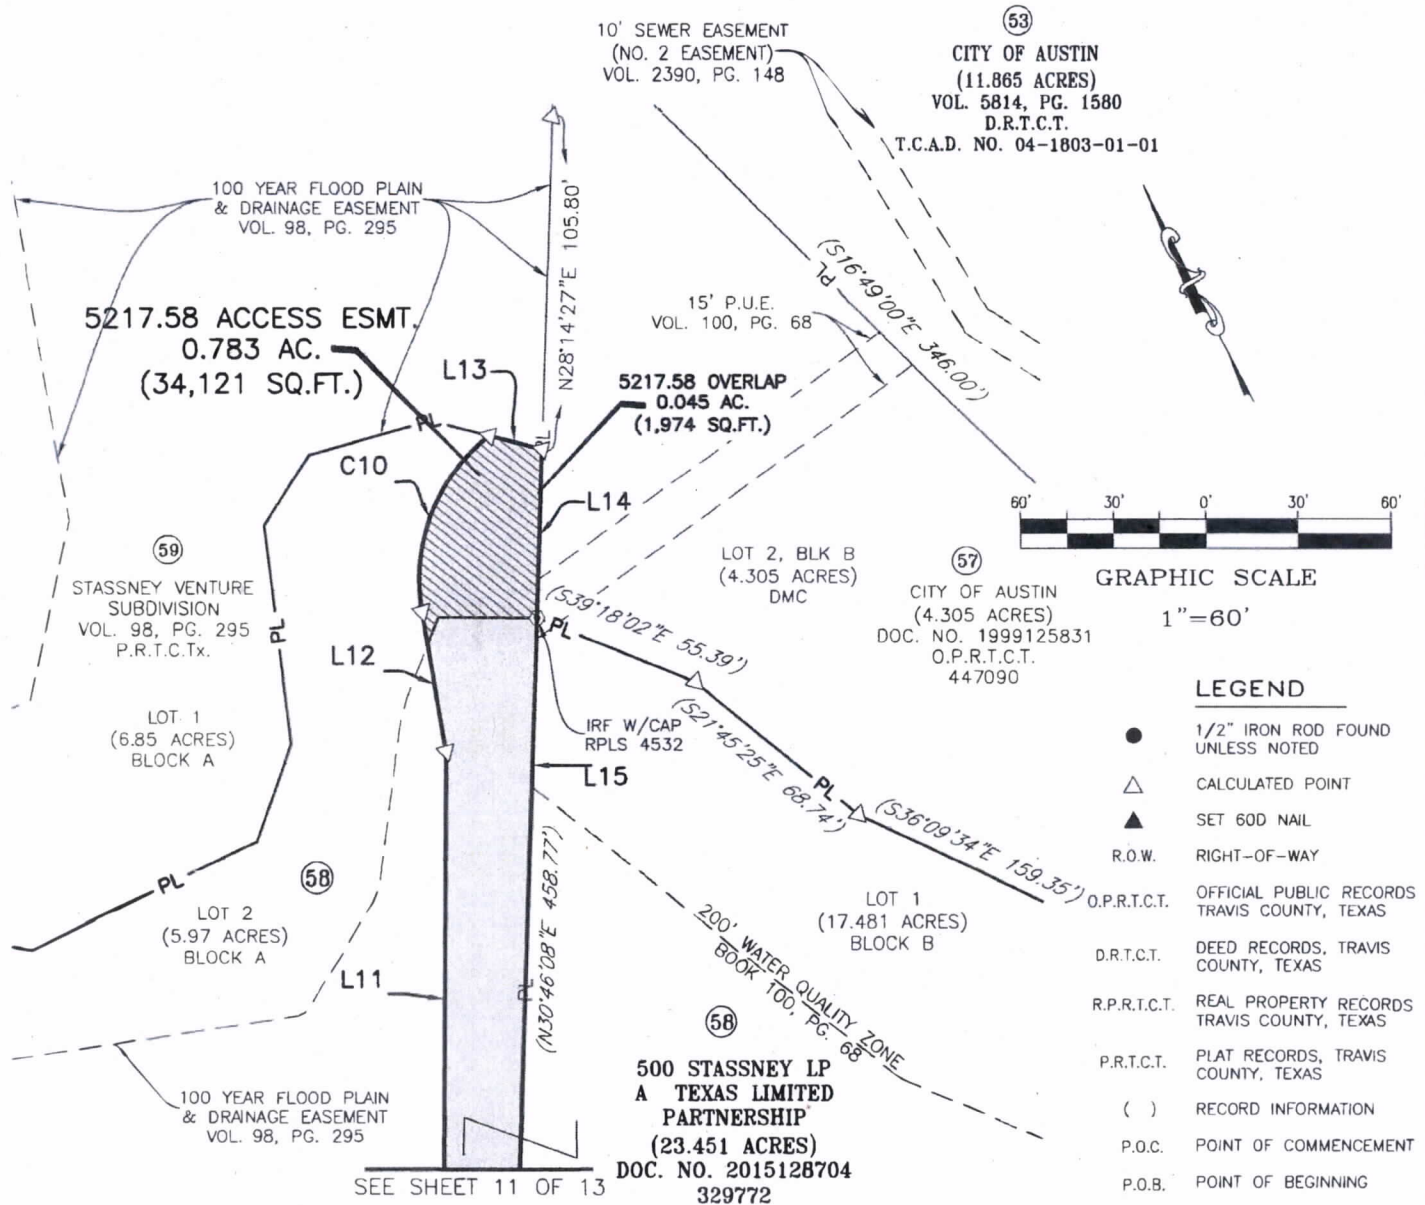 10' SEWER EASEMENT
(NO. 2 EASEMENT)
VOL. 2390, PG. 148
53
CITY OF AUSTIN
(11.865 ACRES)
VOL. 5814, PG. 1580
D.R.T.C.T.
T.C.A.D. NO. 04-1803-01-01
100 YEAR FLOOD PLAIN
& DRAINAGE EASEMENT
VOL. 98, PG. 295
N28°14'27"E 105.80'
(S16°49'00"E 346.00')
PL
15' P.U.E.
VOL. 100, PG. 68
5217.58 ACCESS ESMT.
0.783 AC.
(34,121 SQ.FT.)
L13
5217.58 OVERLAP
0.045 AC.
(1,974 SQ.FT.)
PL
PL
C10
L14
60' 30' 0' 30' 60'
GRAPHIC SCALE
1"=60'
59
STASSNEY VENTURE
SUBDIVISION
VOL. 98, PG. 295
P.R.T.C.Tx.
LOT 2, BLK B
(4.305 ACRES)
DMC
57
CITY OF AUSTIN
(4.305 ACRES)
DOC. NO. 1999125831
O.P.R.T.C.T.
447090
PL
L12
(S39°18'02"E 55.39')
PL
(S21°45'25"E 68.74')
PL
(S36°09'34"E 159.35')
IRF W/CAP
RPLS 4532
L15
LOT 1
(6.85 ACRES)
BLOCK A
LEGEND
1/2" IRON ROD FOUND
UNLESS NOTED
CALCULATED POINT
SET 60D NAIL
R.O.W. RIGHT-OF-WAY
O.P.R.T.C.T. OFFICIAL PUBLIC RECORDS
TRAVIS COUNTY, TEXAS
D.R.T.C.T. DEED RECORDS, TRAVIS
COUNTY, TEXAS
R.P.R.T.C.T. REAL PROPERTY RECORDS
TRAVIS COUNTY, TEXAS
P.R.T.C.T. PLAT RECORDS, TRAVIS
COUNTY, TEXAS
( ) RECORD INFORMATION
P.O.C. POINT OF COMMENCEMENT
P.O.B. POINT OF BEGINNING
PL
58
LOT 2
(5.97 ACRES)
BLOCK A
L11
PL
(N30°46'08"E 458.77')
LOT 1
(17.481 ACRES)
BLOCK B
200' WATER QUALITY ZONE
BOOK 100, PG. 68
100 YEAR FLOOD PLAIN
& DRAINAGE EASEMENT
VOL. 98, PG. 295
58
500 STASSNEY LP
A TEXAS LIMITED
PARTNERSHIP
(23.451 ACRES)
DOC. NO. 2015128704
329772
SEE SHEET 11 OF 13